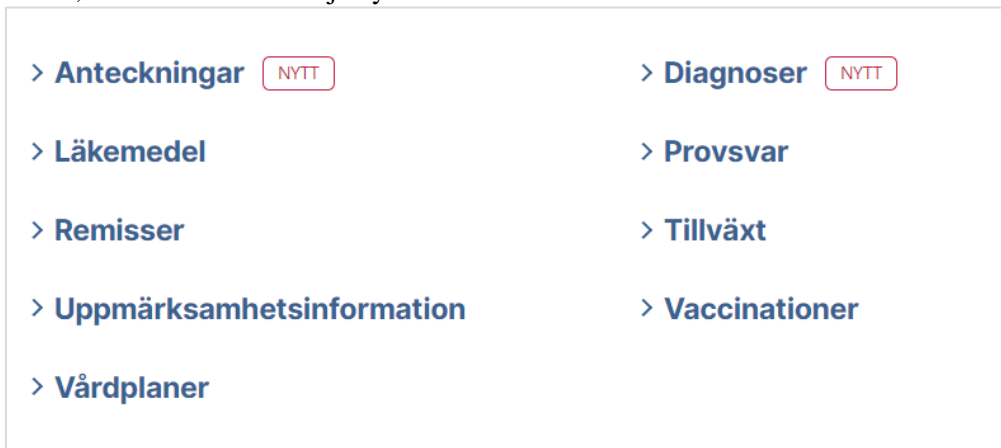 Anteckningar NYTT
Diagnoser NYTT
Läkemedel
Provsvar
Remisser
Tillväxt
Uppmärksamhetsinformation
Vaccinationer
Vårdplaner